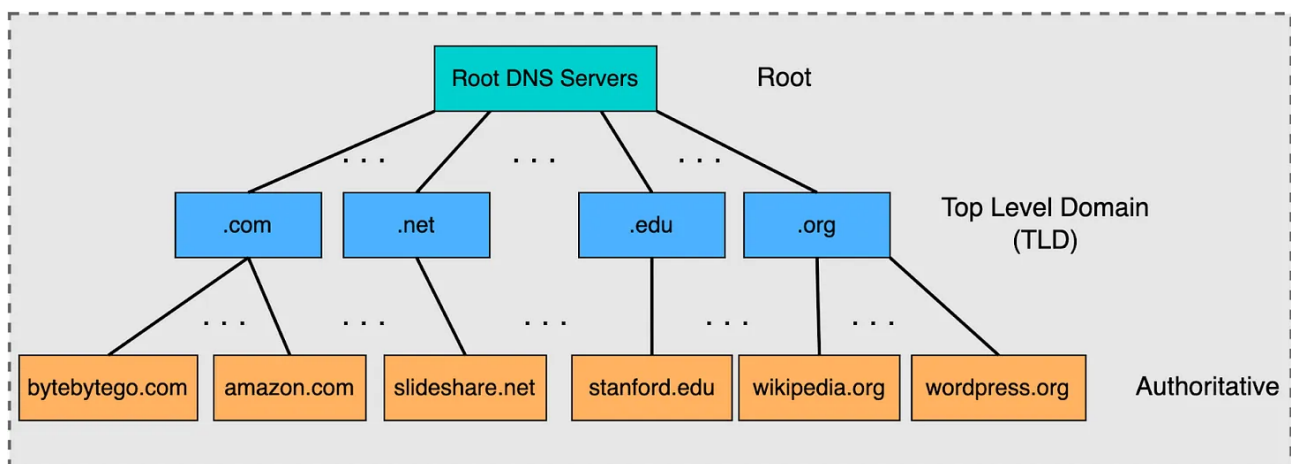 Root DNS Servers
Root
. . .
. . .
. . .
.com
.net
.edu
.org
Top Level Domain
(TLD)
. . .
. . .
. . .
. . .
. . .
bytebytego.com
amazon.com
slideshare.net
stanford.edu
wikipedia.org
wordpress.org
Authoritative